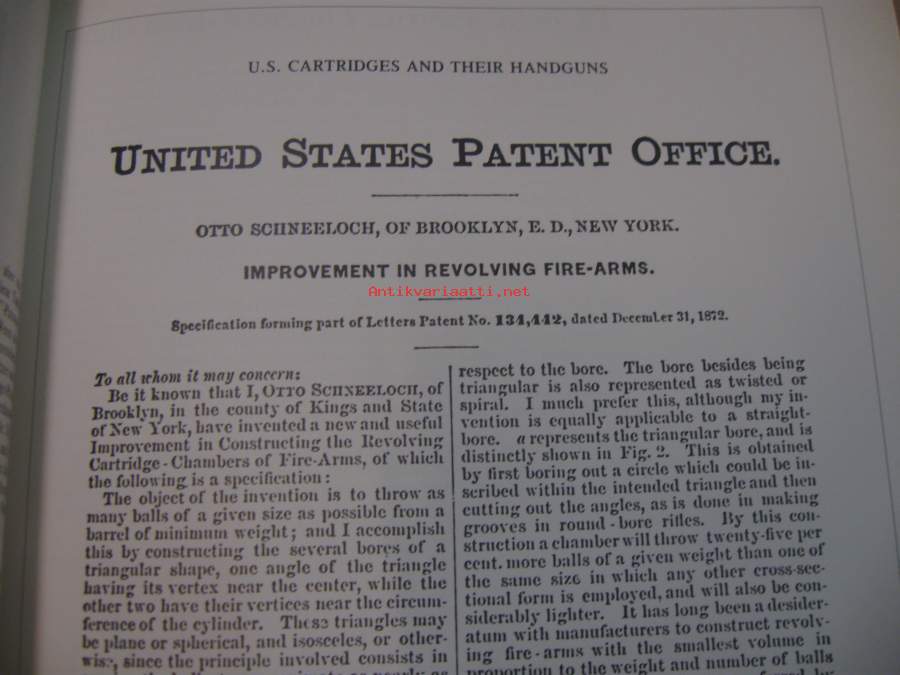 U.S. CARTRIDGES AND THEIR HANDGUNS
UNITED STATES PATENT OFFICE.
OTTO SCHNEELOCH, OF BROOKLYN, E. D., NEW YORK.
IMPROVEMENT IN REVOLVING FIRE-ARMS.
Antikvariaatti.net
Specification forming part of Letters Patent No. 134,442, dated December 31, 1872.
To all whom it may concern:
Be it known that I, OTTO SCHNEELOCH, of
Brooklyn, in the county of Kings and State
of New York, have invented a new and useful
Improvement in Constructing the Revolving
Cartridge-Chambers of Fire-Arms, of which
the following is a specification:
The object of the invention is to throw as
many balls of a given size as possible from a
barrel of minimum weight; and I accomplish
this by constructing the several bores of a
triangular shape, one angle of the triangle
having its vertex near the center, while the
other two have their vertices near the circum-
ference of the cylinder. These triangles may
be plane or spherical, and isosceles, or other-
wise, since the principle involved consists in
respect to the bore. The bore besides being
triangular is also represented as twisted or
spiral. I much prefer this, although my in-
vention is equally applicable to a straight-
bore. a represents the triangular bore, and is
distinctly shown in Fig. 2. This is obtained
by first boring out a circle which could be in-
scribed within the intended triangle and then
cutting out the angles, as is done in making
grooves in round-bore rifles. By this con-
struction a chamber will throw twenty-five per
cent. more balls of a given weight than one of
the same size in which any other cross-sec-
tional form is employed, and will also be con-
siderably lighter. It has long been a desider-
atum with manufacturers to construct revolv-
ing fire-arms with the smallest volume in
proportion to the weight and number of balls